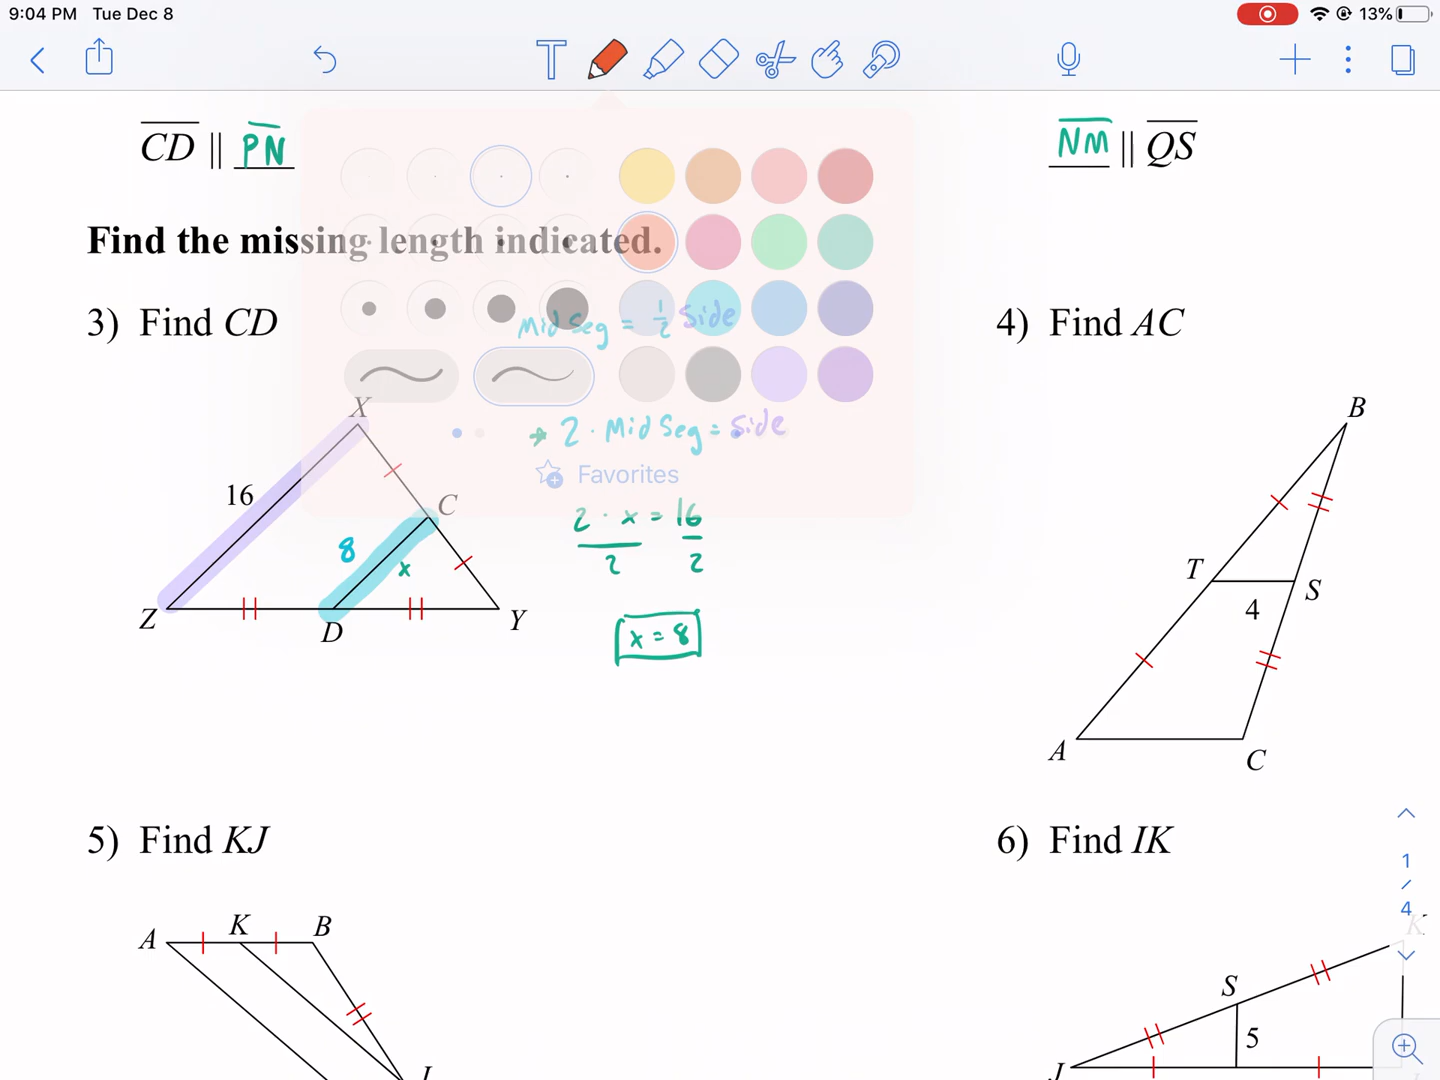 9:04 PM Tue Dec 8
13%
T
CD || PN
NM || QS
Find the missing length indicated.
3) Find CD
Mid Seg = 1/2 Side
4) Find AC
* 2 · Mid Seg = side
Favorites
X
16
C
8
x
Z
D
Y
2 · x = 16
2 2
x = 8
B
T
S
4
A
C
5) Find KJ
6) Find IK
1
/
4
A
K
B
J
K
S
5
J